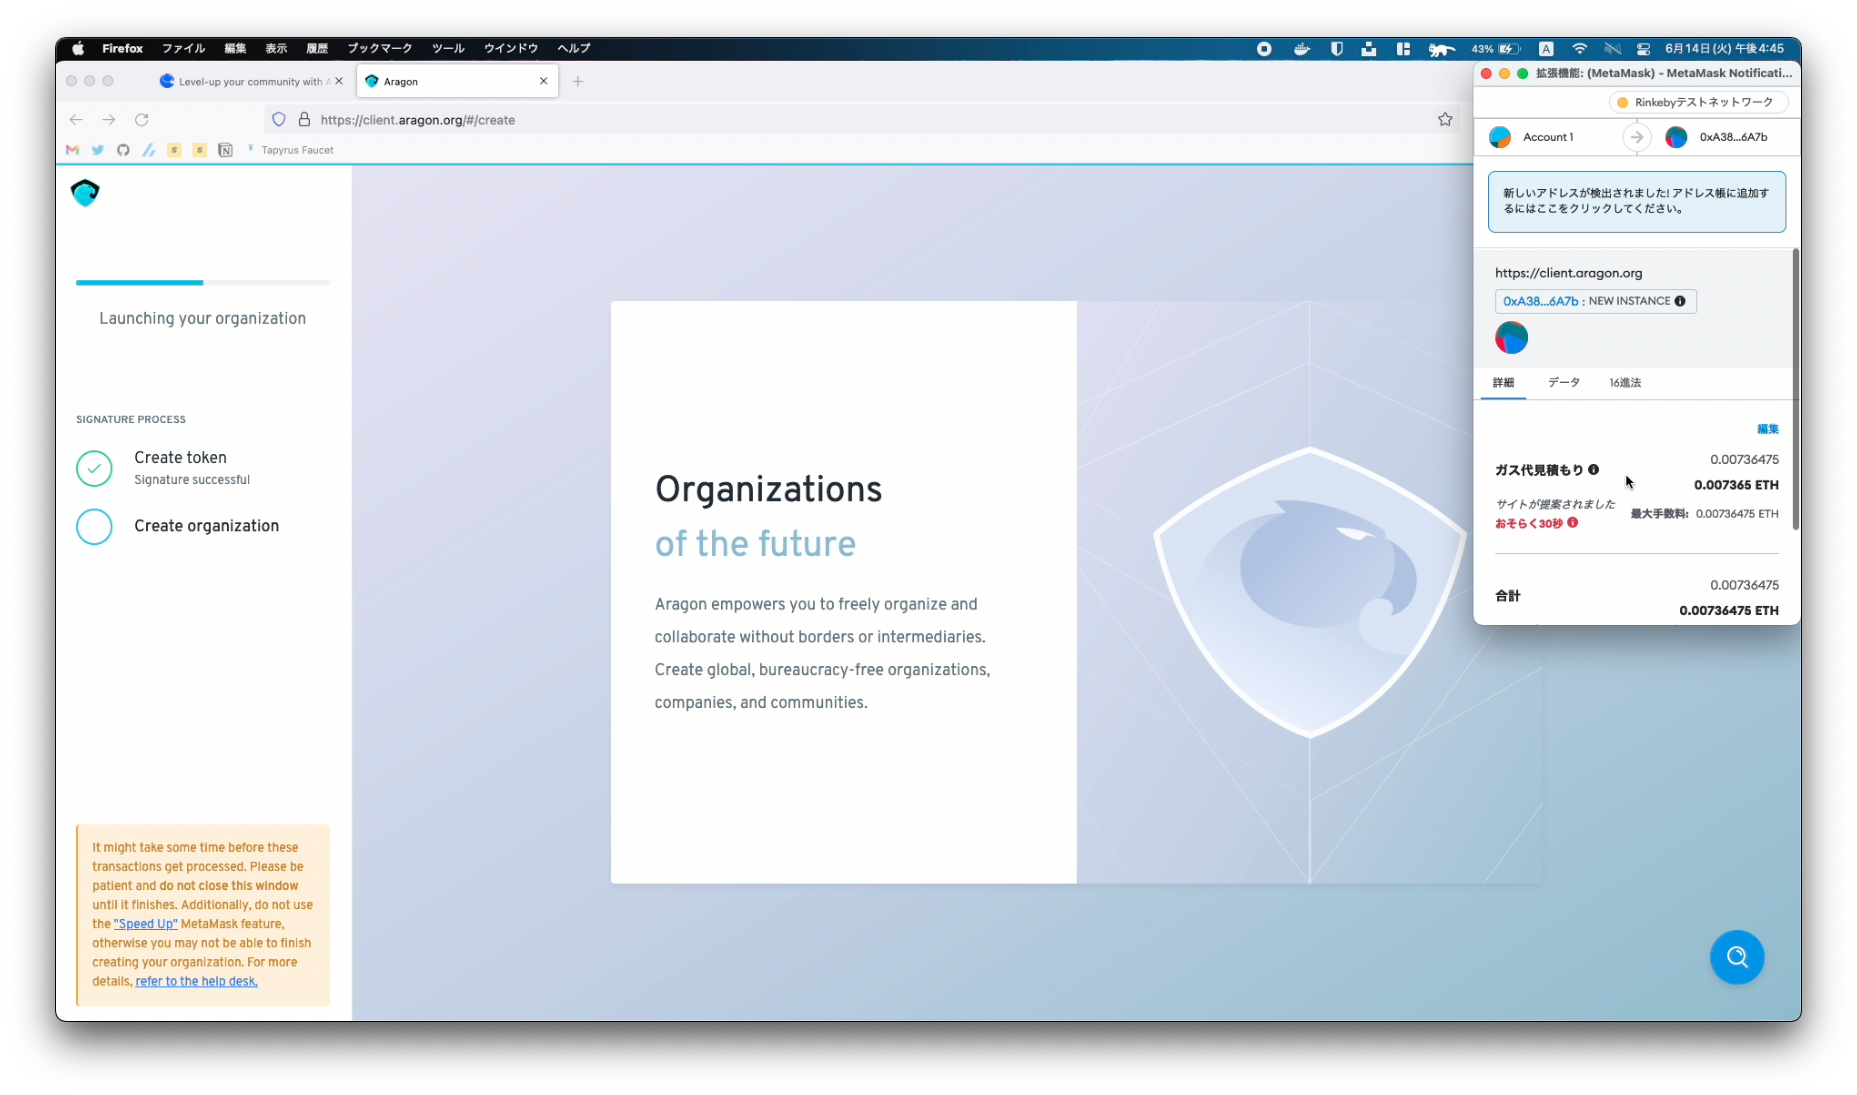 Firefox ファイル 編集 表示 履歴 ブックマーク ツール ウインドウ ヘルプ
43% A 6月14日(火) 午後4:45
Level-up your community with A
Aragon
https://client.aragon.org/#/create
Tapyrus Faucet
Launching your organization
SIGNATURE PROCESS
Create token
Signature successful
Create organization
It might take some time before these
transactions get processed. Please be
patient and do not close this window
until it finishes. Additionally, do not use
the "Speed Up" MetaMask feature,
otherwise you may not be able to finish
creating your organization. For more
details, refer to the help desk.
Organizations
of the future
Aragon empowers you to freely organize and
collaborate without borders or intermediaries.
Create global, bureaucracy-free organizations,
companies, and communities.
拡張機能: (MetaMask) - MetaMask Notificati...
Rinkebyテストネットワーク
Account 1
0xA38...6A7b
新しいアドレスが検出されました! アドレス帳に追加す
るにはここをクリックしてください。
https://client.aragon.org
0xA38...6A7b : NEW INSTANCE
詳細 データ 16進法
編集
0.00736475
ガス代見積もり
0.007365 ETH
サイトが提案されました
最大手数料: 0.00736475 ETH
おそらく30秒
0.00736475
合計
0.00736475 ETH